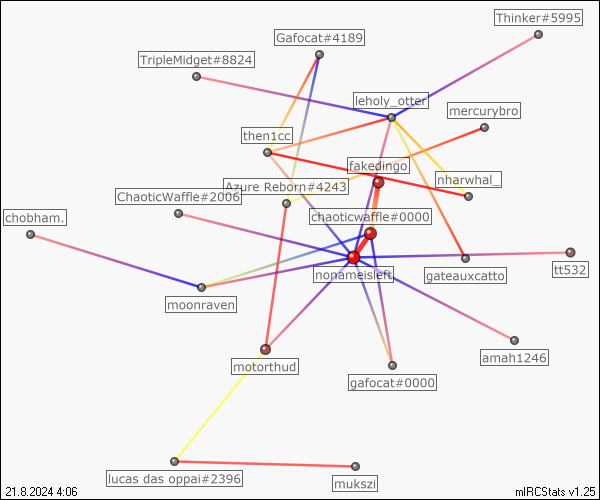 Thinker#5995
Gafocat#4189
TripleMidget#8824
leholy_otter
mercurybro
then1cc
fakedingo
nharwhal_
Azure Reborn#4243
ChaoticWaffle#2006
chobham.
chaoticwaffle#0000
nonameisleft
gateauxcatto
tt532
moonraven
amah1246
motorthud
gafocat#0000
lucas das oppai#2396
mukszi
21.8.2024 4:06
mIRCStats v1.25